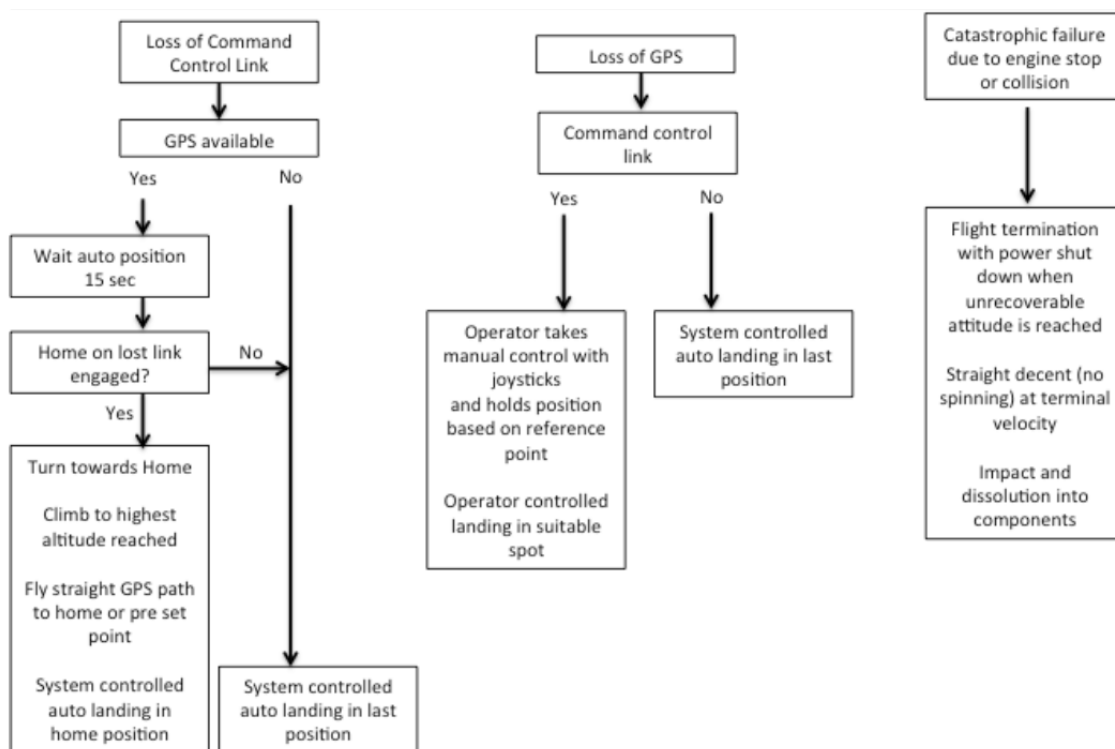 Loss of Command
Control Link
GPS available
Yes
No
Wait auto position
15 sec
Home on lost link
engaged?
No
Yes
Turn towards Home
Climb to highest
altitude reached
Fly straight GPS path
to home or pre set
point
System controlled
auto landing in
home position
System controlled
auto landing in last
position
Loss of GPS
Command control
link
Yes
No
Operator takes
manual control with
joysticks
and holds position
based on reference
point
Operator controlled
landing in suitable
spot
System controlled
auto landing in last
position
Catastrophic failure
due to engine stop
or collision
Flight termination
with power shut
down when
unrecoverable
attitude is reached
Straight decent (no
spinning) at terminal
velocity
Impact and
dissolution into
components